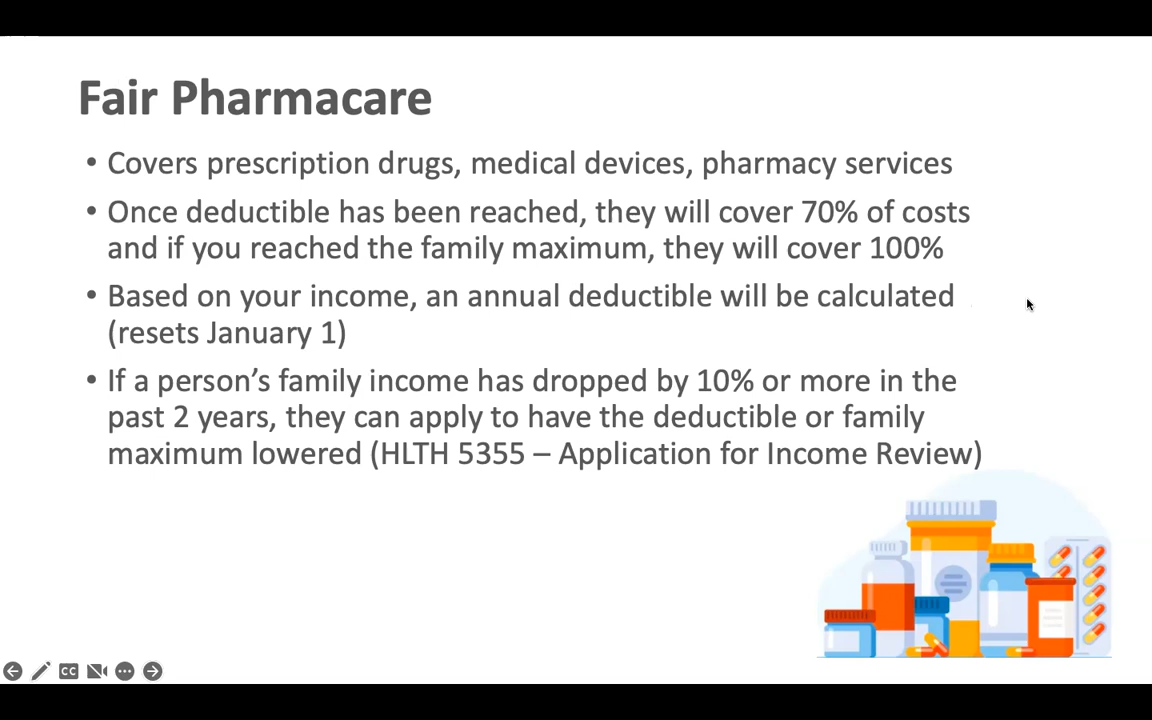 Fair Pharmacare
• Covers prescription drugs, medical devices, pharmacy services
• Once deductible has been reached, they will cover 70% of costs
and if you reached the family maximum, they will cover 100%
• Based on your income, an annual deductible will be calculated
(resets January 1)
• If a person’s family income has dropped by 10% or more in the
past 2 years, they can apply to have the deductible or family
maximum lowered (HLTH 5355 – Application for Income Review)
CC